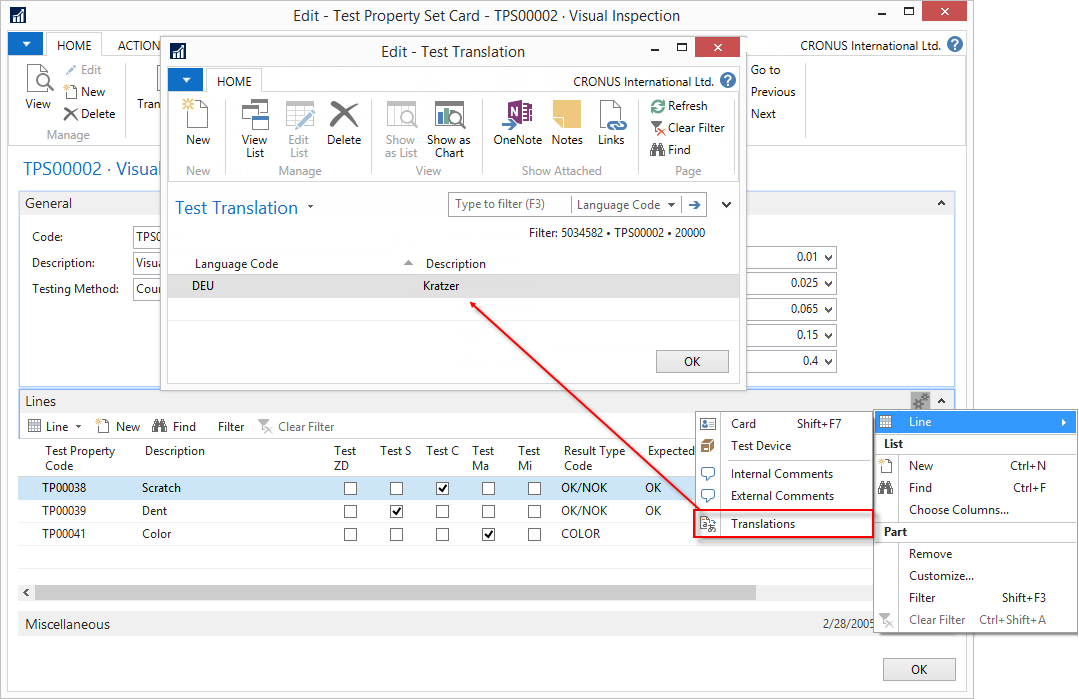 Edit - Test Property Set Card - TPS00002 · Visual Inspection
HOME
ACTION
CRONUS International Ltd.
View
Edit
New
Delete
Manage
Tran
Go to
Previous
Next
TPS00002 · Visual
General
Code:
TPS0
Description:
Visua
Testing Method:
Cour
0.01
0.025
0.065
0.15
0.4
Edit - Test Translation
HOME
CRONUS International Ltd.
New
New
View List
Edit List
Delete
Manage
Show as List
Show as Chart
View
OneNote
Notes
Links
Show Attached
Refresh
Clear Filter
Find
Page
Test Translation
Type to filter (F3)
Language Code
Filter: 5034582 • TPS00002 • 20000
Language Code Description
DEU Kratzer
OK
Lines
Line New Find Filter Clear Filter
Test Property Code Description Test ZD Test S Test C Test Ma Test Mi Result Type Code Expected
TP00038 Scratch OK/NOK OK
TP00039 Dent OK/NOK OK
TP00041 Color COLOR
Miscellaneous 2/28/2005
OK
Card Shift+F7
Test Device
Internal Comments
External Comments
Translations
Line
List
New Ctrl+N
Find Ctrl+F
Choose Columns...
Part
Remove
Customize...
Filter Shift+F3
Clear Filter Ctrl+Shift+A